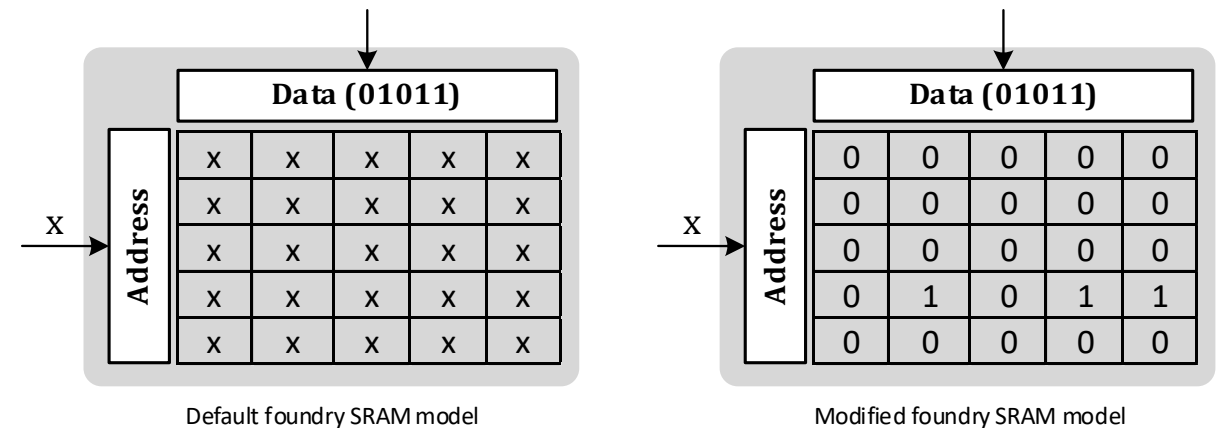 Data (01011)
Address
X
x x x x x
x x x x x
x x x x x
x x x x x
x x x x x
Default foundry SRAM model
Data (01011)
Address
X
0 0 0 0 0
0 0 0 0 0
0 0 0 0 0
0 1 0 1 1
0 0 0 0 0
Modified foundry SRAM model